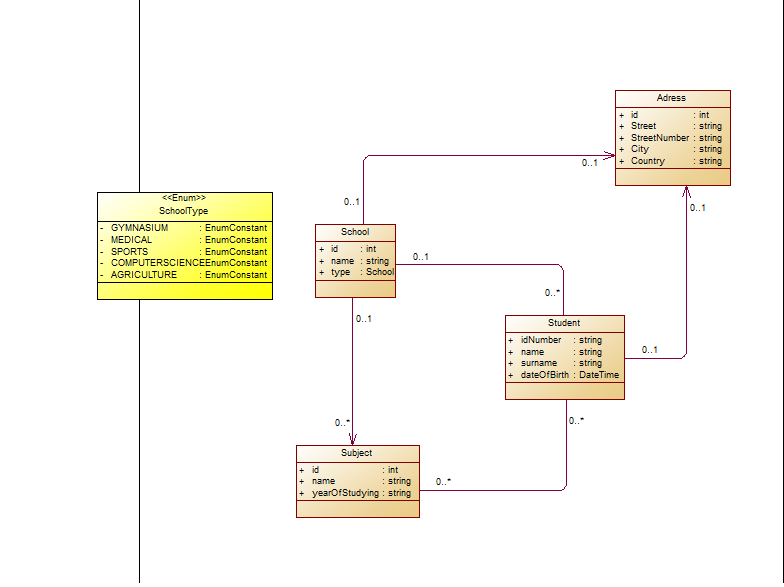 Adress
+ id : int
+ Street : string
+ StreetNumber : string
+ City : string
+ Country : string
0..1
0..1
0..1
<<Enum>>
SchoolType
- GYMNASIUM : EnumConstant
- MEDICAL : EnumConstant
- SPORTS : EnumConstant
- COMPUTERSCIENCEEnumConstant
- AGRICULTURE : EnumConstant
School
+ id : int
+ name : string
+ type : School
0..1
0..*
0..1
Student
+ idNumber : string
+ name : string
+ surname : string
+ dateOfBirth : DateTime
0..1
0..*
0..*
Subject
+ id : int
+ name : string
+ yearOfStudying : string
0..*